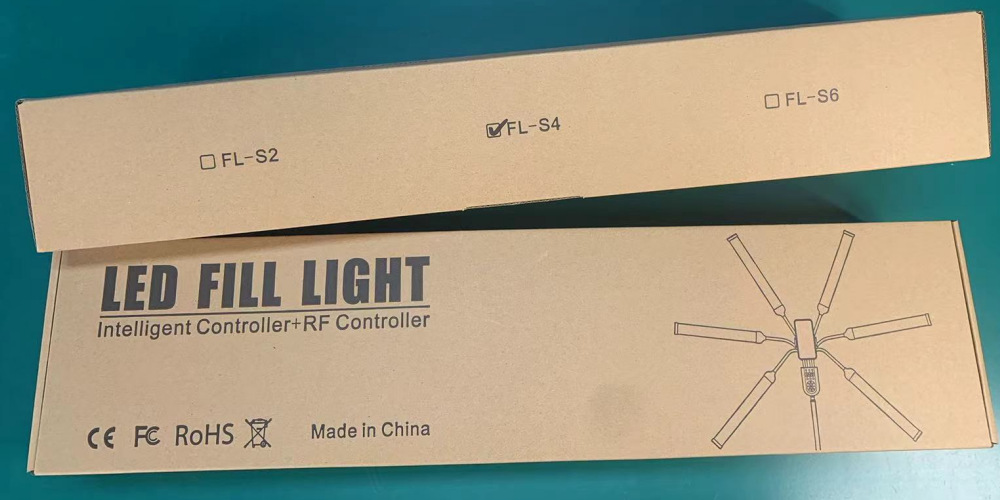 ☐ FL-S2
☑ FL-S4
☐ FL-S6
LED FILL LIGHT
Intelligent Controller+RF Controller
CE FC RoHS
Made in China